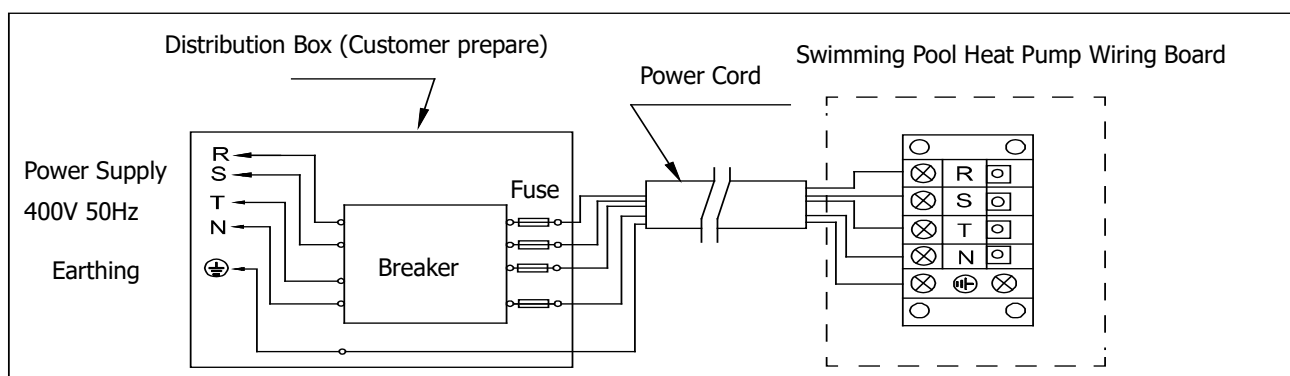 Distribution Box (Customer prepare)
Power Cord
Swimming Pool Heat Pump Wiring Board
Power Supply
400V 50Hz
Earthing
R
S
T
N
Breaker
Fuse
R
S
T
N